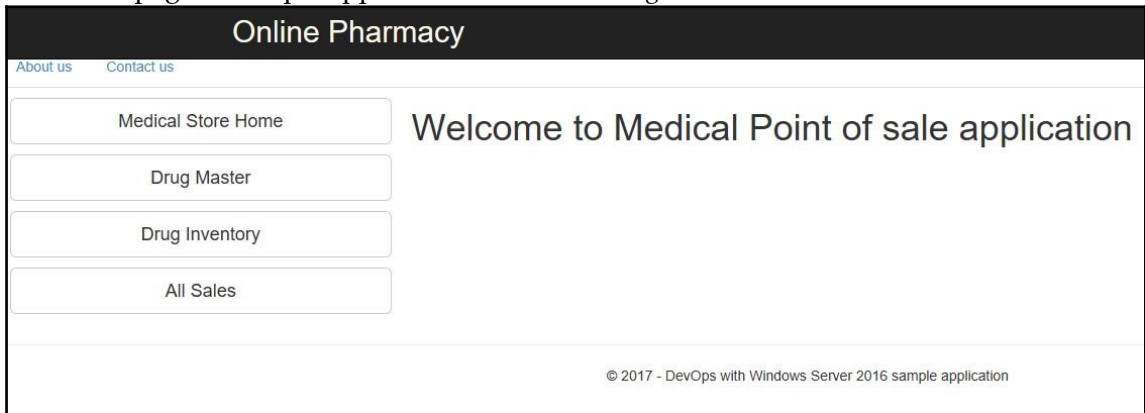 Online Pharmacy
About us Contact us
Medical Store Home
Welcome to Medical Point of sale application
Drug Master
Drug Inventory
All Sales
© 2017 - DevOps with Windows Server 2016 sample application